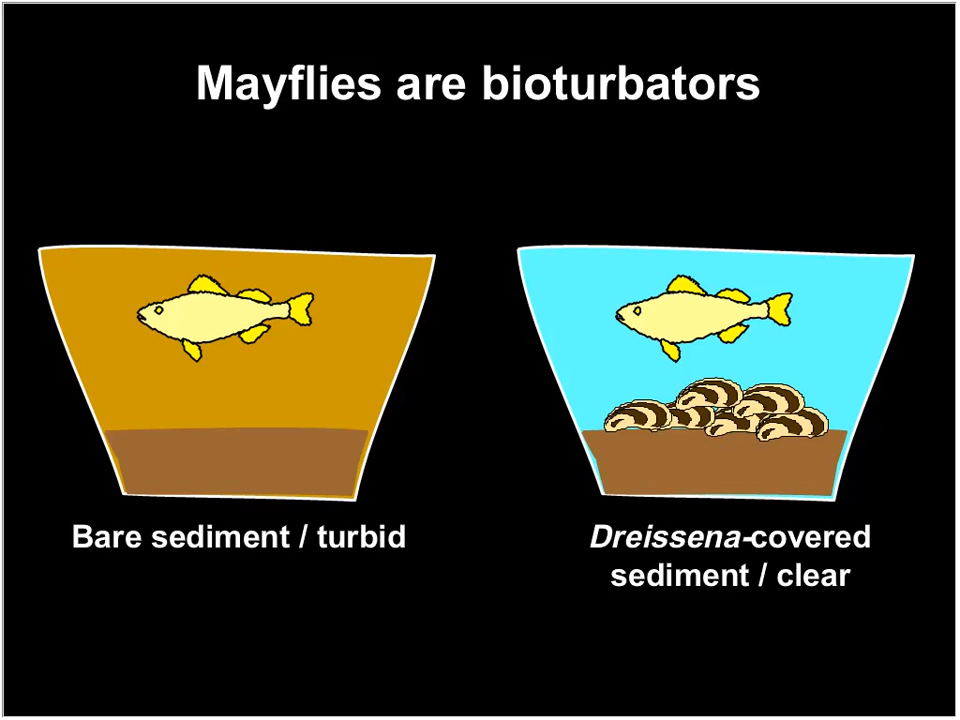 Mayflies are bioturbators
Bare sediment / turbid
Dreissena-covered
sediment / clear